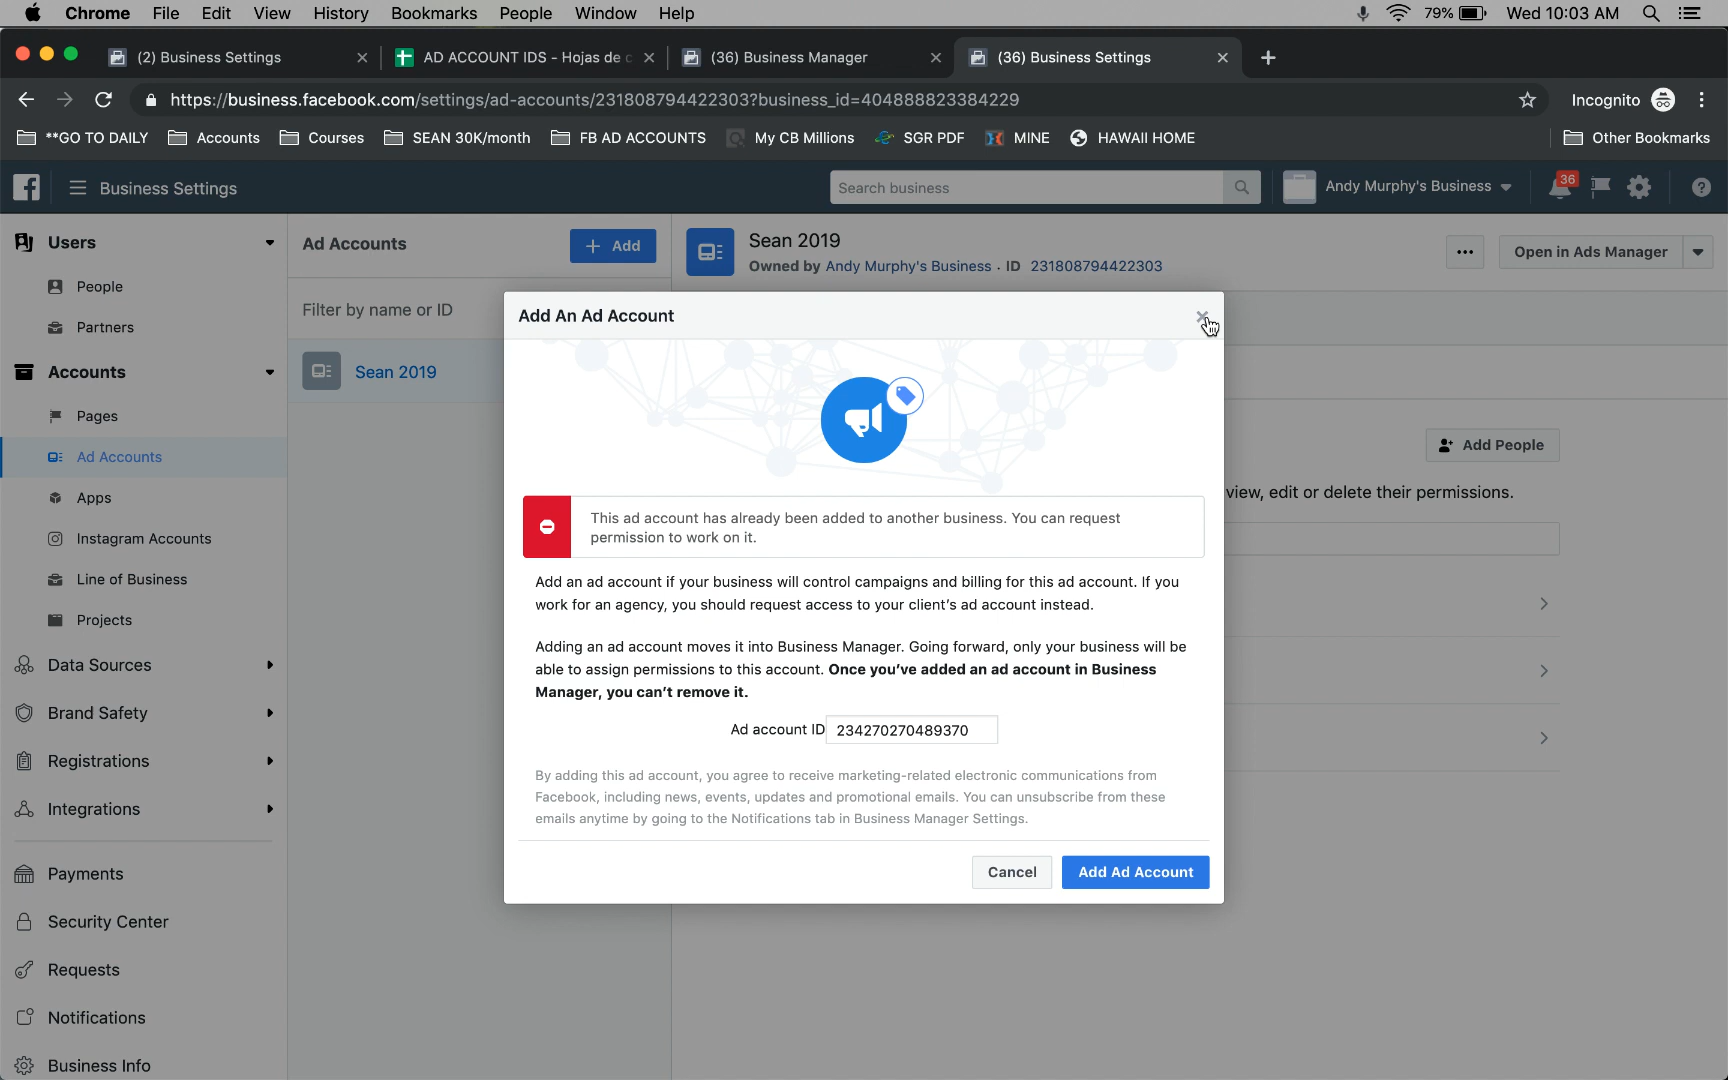 Chrome File Edit View History Bookmarks People Window Help 79% Wed 10:03 AM
(2) Business Settings AD ACCOUNT IDS - Hojas de c (36) Business Manager (36) Business Settings
https://business.facebook.com/settings/ad-accounts/231808794422303?business_id=404888823384229 Incognito
**GO TO DAILY Accounts Courses SEAN 30K/month FB AD ACCOUNTS My CB Millions SGR PDF MINE HAWAII HOME Other Bookmarks
Business Settings Search business Andy Murphy's Business 36
Users
People
Partners
Accounts
Pages
Ad Accounts
Apps
Instagram Accounts
Line of Business
Projects
Data Sources
Brand Safety
Registrations
Integrations
Payments
Security Center
Requests
Notifications
Business Info
Ad Accounts + Add
Filter by name or ID
Sean 2019
Sean 2019
Owned by Andy Murphy's Business · ID 231808794422303
... Open in Ads Manager
Add People
view, edit or delete their permissions.
Add An Ad Account
This ad account has already been added to another business. You can request
permission to work on it.
Add an ad account if your business will control campaigns and billing for this ad account. If you
work for an agency, you should request access to your client's ad account instead.
Adding an ad account moves it into Business Manager. Going forward, only your business will be
able to assign permissions to this account. Once you've added an ad account in Business
Manager, you can't remove it.
Ad account ID 234270270489370
By adding this ad account, you agree to receive marketing-related electronic communications from
Facebook, including news, events, updates and promotional emails. You can unsubscribe from these
emails anytime by going to the Notifications tab in Business Manager Settings.
Cancel Add Ad Account